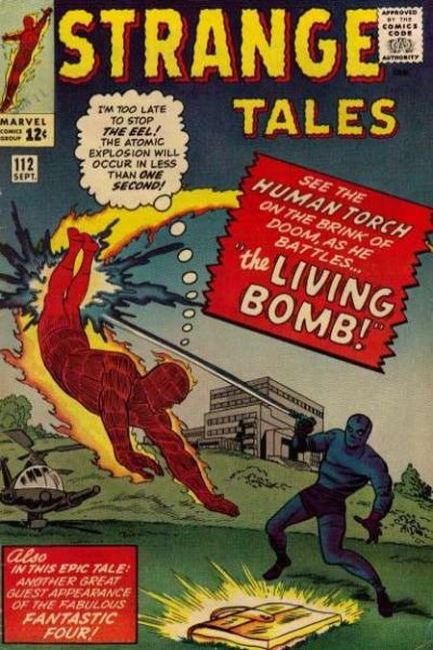 STRANGE
TALES
APPROVED
BY THE
COMICS
CODE
AUTHORITY
MARVEL
COMICS
GROUP
12¢
112
SEPT.
I'M TOO LATE
TO STOP
THE EEL!
THE ATOMIC
EXPLOSION WILL
OCCUR IN LESS
THAN ONE
SECOND!
SEE THE
HUMAN TORCH
ON THE BRINK OF
DOOM, AS HE
BATTLES...
"the LIVING
BOMB!"
Also
IN THIS EPIC TALE:
ANOTHER GREAT
GUEST APPEARANCE
OF THE FABULOUS
FANTASTIC
FOUR!